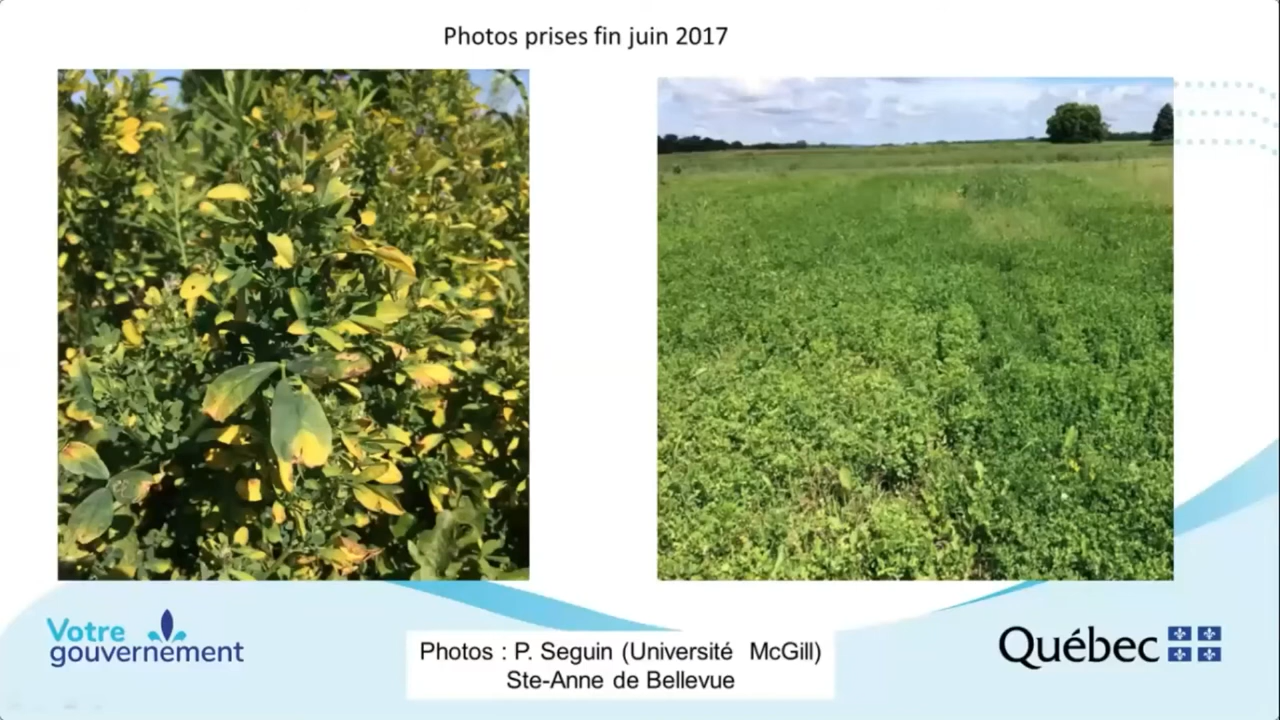 Photos prises fin juin 2017
Photos : P. Seguin (Université McGill)
Ste-Anne de Bellevue
Votre
gouvernement
Québec